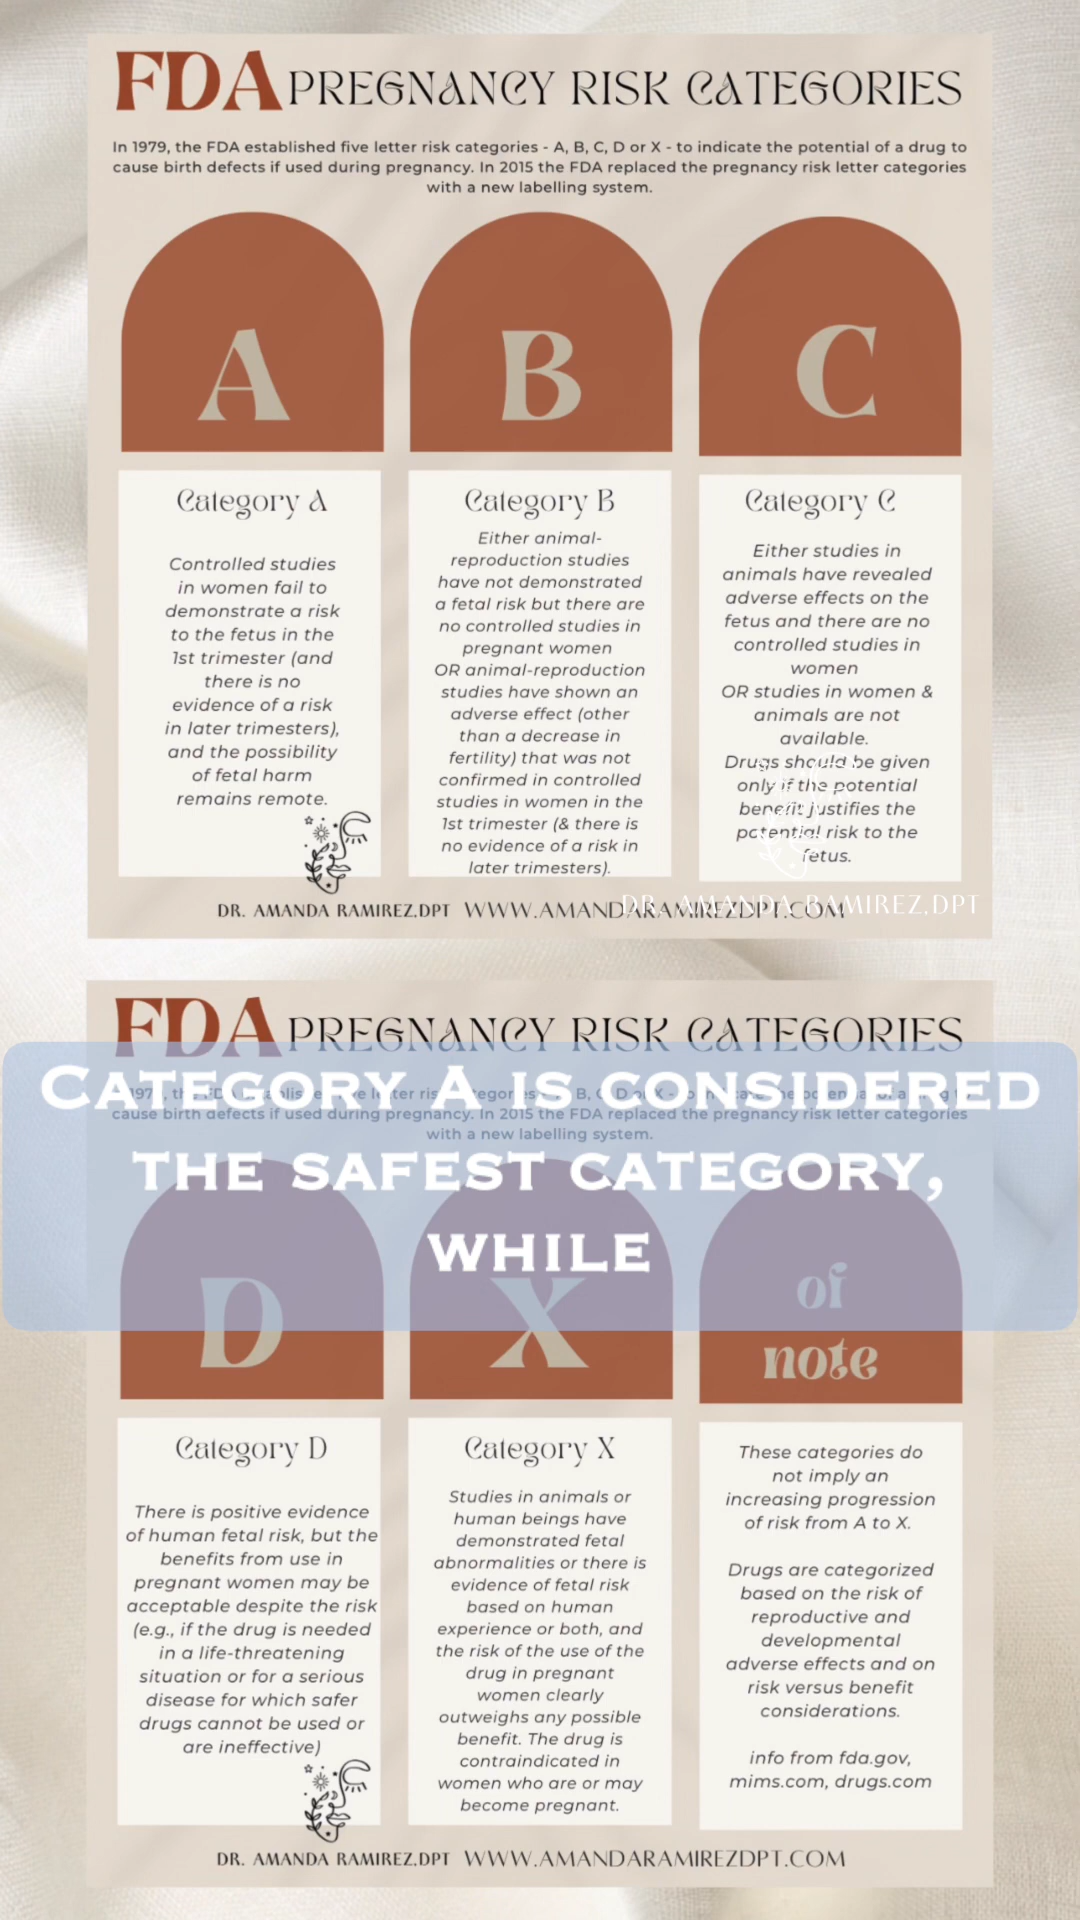 FDA PREGNANCY RISK CATEGORIES
In 1979, the FDA established five letter risk categories - A, B, C, D or X - to indicate the potential of a drug to
cause birth defects if used during pregnancy. In 2015 the FDA replaced the pregnancy risk letter categories
with a new labelling system.
A
B
C
Category A
Controlled studies
in women fail to
demonstrate a risk
to the fetus in the
1st trimester (and
there is no
evidence of a risk
in later trimesters),
and the possibility
of fetal harm
remains remote.
Category B
Either animal-
reproduction studies
have not demonstrated
a fetal risk but there are
no controlled studies in
pregnant women
OR animal-reproduction
studies have shown an
adverse effect (other
than a decrease in
fertility) that was not
confirmed in controlled
studies in women in the
1st trimester (& there is
no evidence of a risk in
later trimesters).
Category C
Either studies in
animals have revealed
adverse effects on the
fetus and there are no
controlled studies in
women
OR studies in women &
animals are not
available.
Drugs should be given
only if the potential
benefit justifies the
potential risk to the
fetus.
DR. AMANDA RAMIREZ,DPT WWW.AMANDARAMIREZDPT.COM
DR. AMANDA RAMIREZ,DPT
FDA PREGNANCY RISK CATEGORIES
CATEGORY A IS CONSIDERED
THE SAFEST CATEGORY,
WHILE
cause birth defects if used during pregnancy. In 2015 the FDA replaced the pregnancy risk letter categories
with a new labelling system.
D
X
of
note
Category D
There is positive evidence
of human fetal risk, but the
benefits from use in
pregnant women may be
acceptable despite the risk
(e.g., if the drug is needed
in a life-threatening
situation or for a serious
disease for which safer
drugs cannot be used or
are ineffective)
Category X
Studies in animals or
human beings have
demonstrated fetal
abnormalities or there is
evidence of fetal risk
based on human
experience or both, and
the risk of the use of the
drug in pregnant
women clearly
outweighs any possible
benefit. The drug is
contraindicated in
women who are or may
become pregnant.
These categories do
not imply an
increasing progression
of risk from A to X.
Drugs are categorized
based on the risk of
reproductive and
developmental
adverse effects and on
risk versus benefit
considerations.
info from fda.gov,
mims.com, drugs.com
DR. AMANDA RAMIREZ,DPT WWW.AMANDARAMIREZDPT.COM